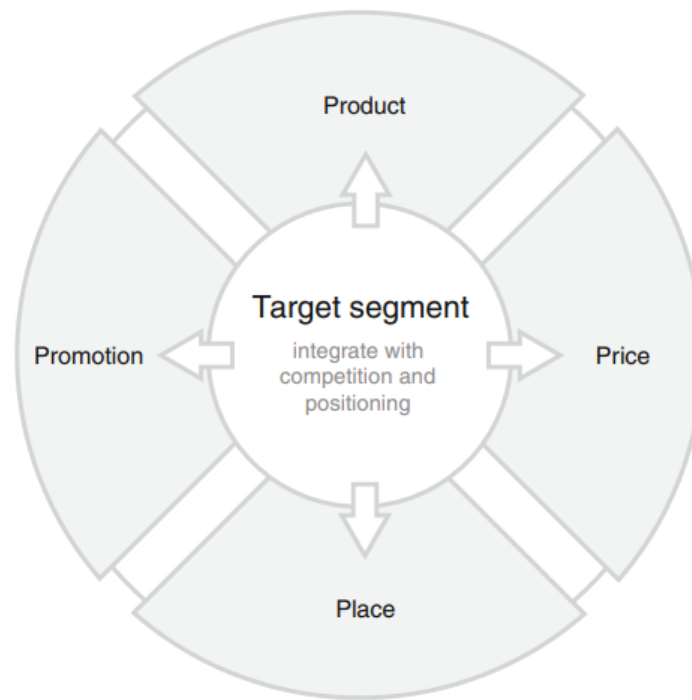 Product
Target segment
integrate with
competition and
positioning
Promotion
Price
Place